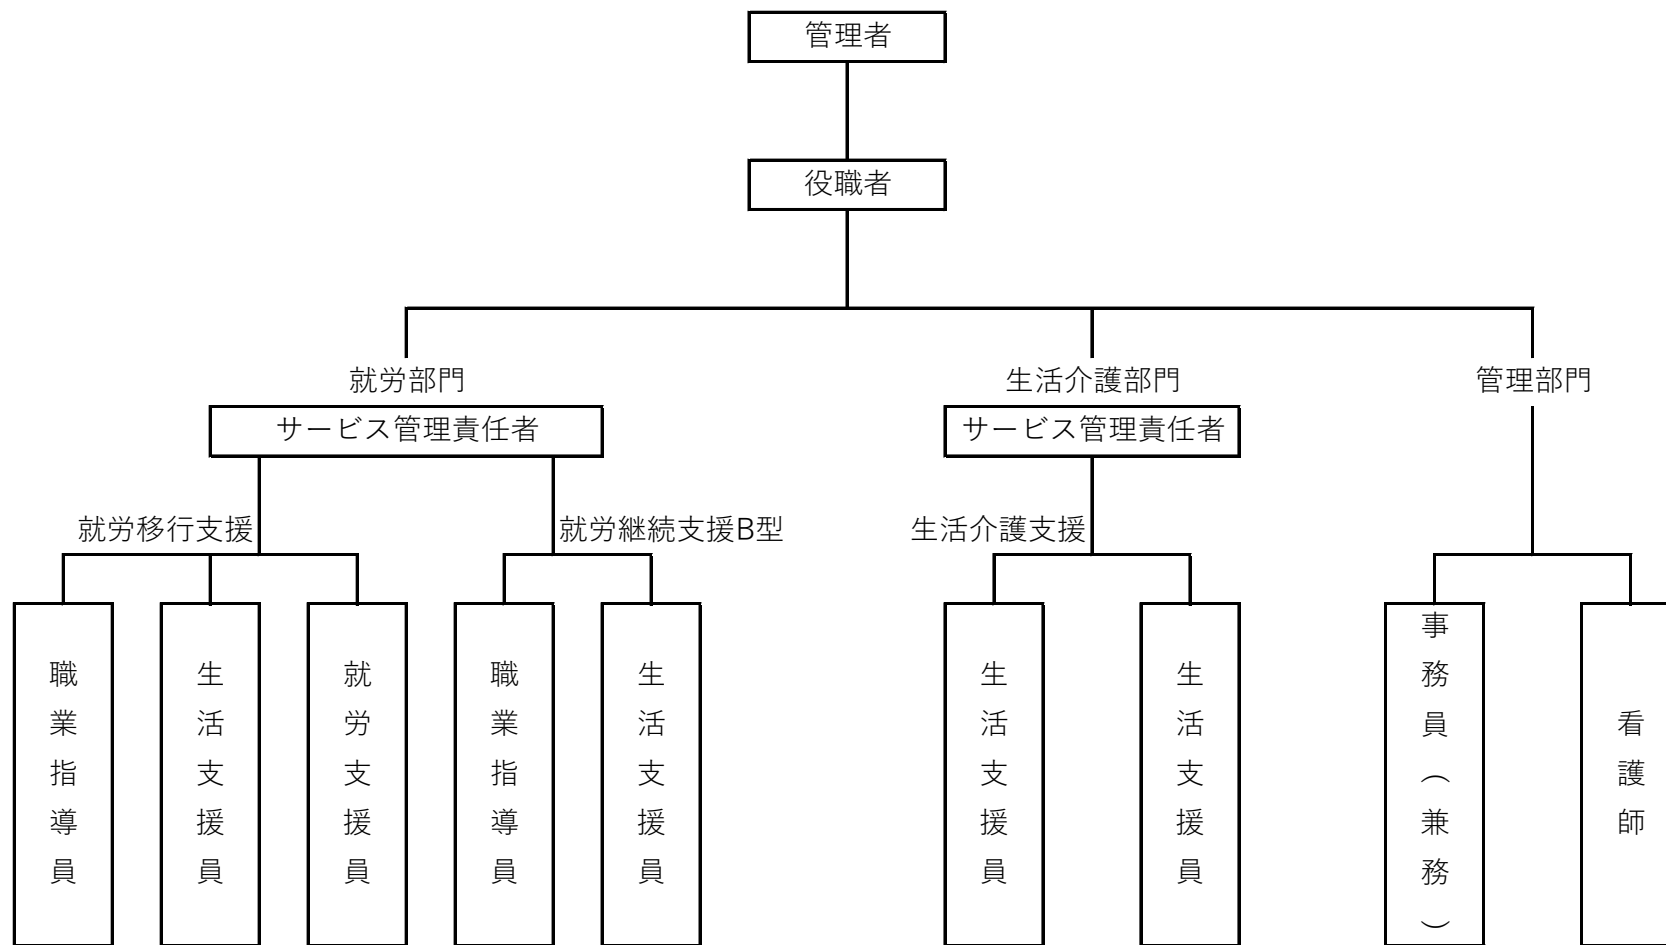 管理者
役職者
就労部門
生活介護部門
管理部門
サービス管理責任者
サービス管理責任者
就労移行支援
就労継続支援B型
生活介護支援
職業指導員
生活支援員
就労支援員
職業指導員
生活支援員
生活支援員
生活支援員
事務員（兼務）
看護師